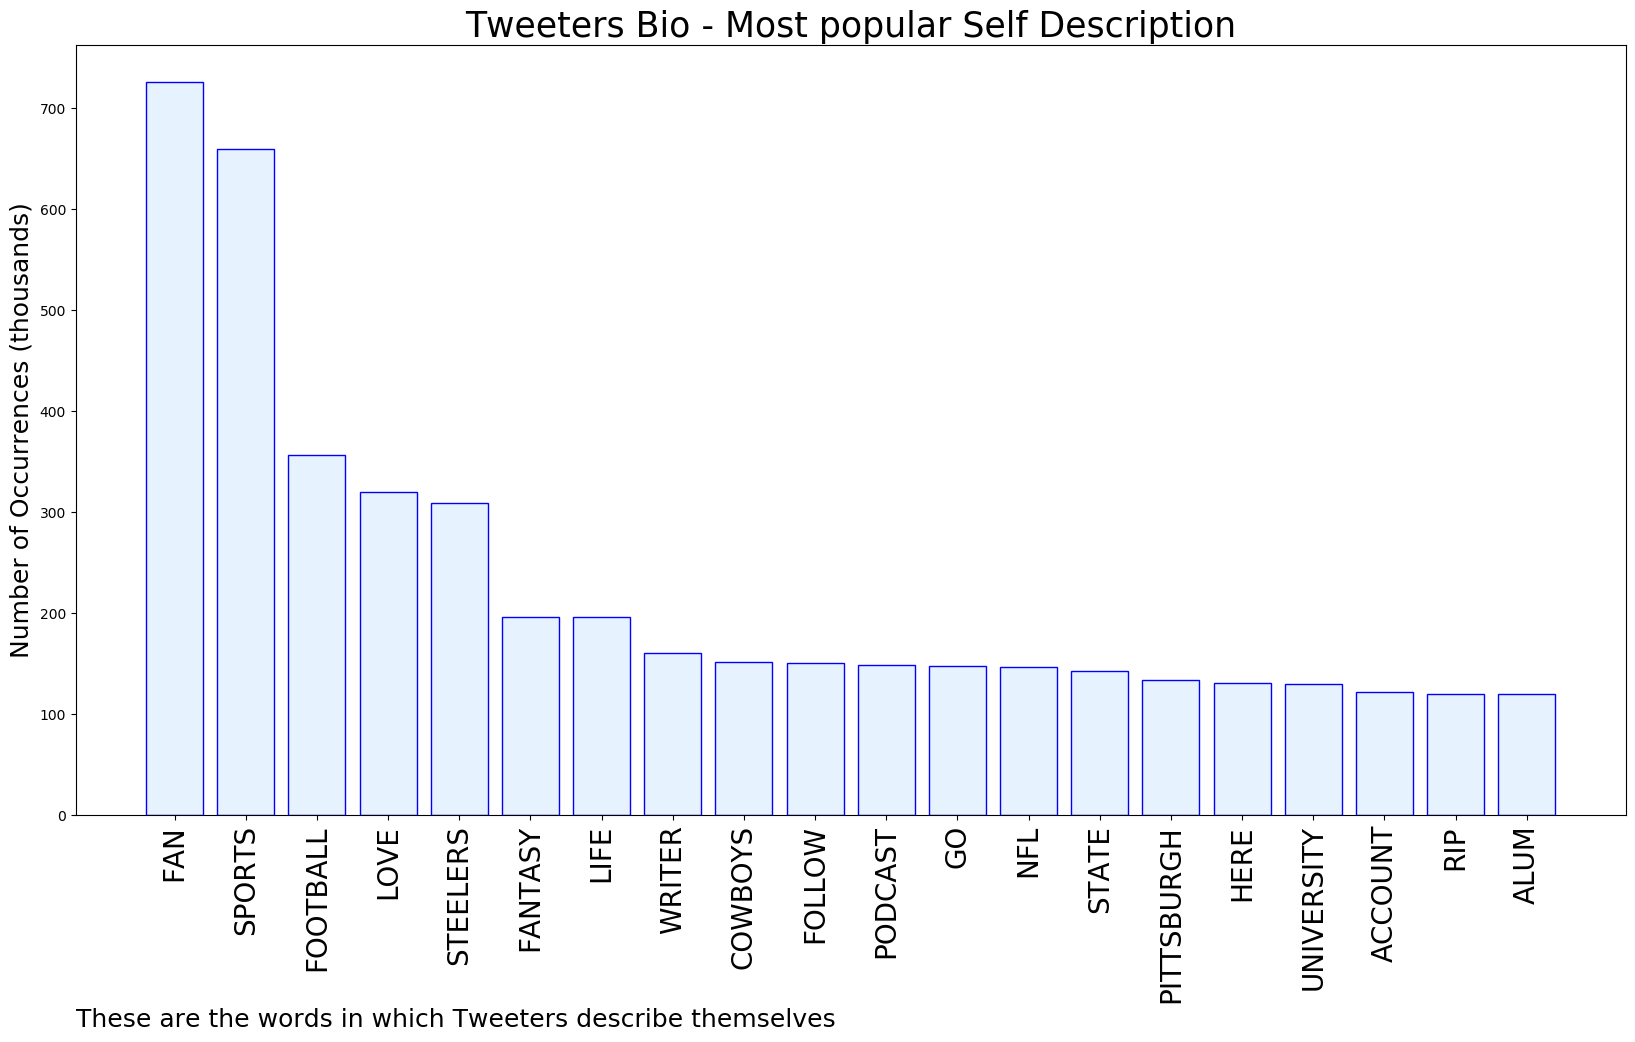 Tweeters Bio - Most popular Self Description
Number of Occurrences (thousands)
700
600
500
400
300
200
100
0
FAN
SPORTS
FOOTBALL
LOVE
STEELERS
FANTASY
LIFE
WRITER
COWBOYS
FOLLOW
PODCAST
GO
NFL
STATE
PITTSBURGH
HERE
UNIVERSITY
ACCOUNT
RIP
ALUM
These are the words in which Tweeters describe themselves